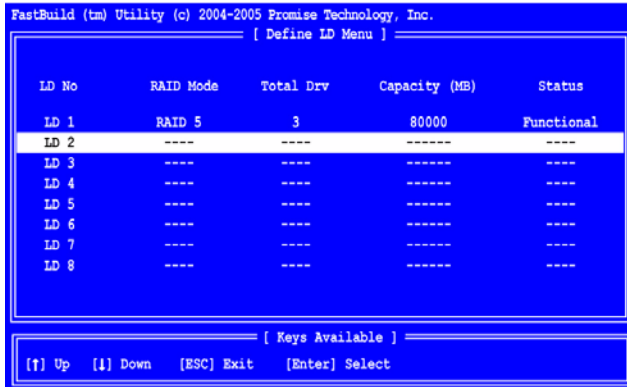 FastBuild (tm) Utility (c) 2004-2005 Promise Technology, Inc.
[ Define LD Menu ]
LD No RAID Mode Total Drv Capacity (MB) Status
LD 1 RAID 5 3 80000 Functional
LD 2 ---- ---- ------ ----
LD 3 ---- ---- ------ ----
LD 4 ---- ---- ------ ----
LD 5 ---- ---- ------ ----
LD 6 ---- ---- ------ ----
LD 7 ---- ---- ------ ----
LD 8 ---- ---- ------ ----
[ Keys Available ]
[↑] Up [↓] Down [ESC] Exit [Enter] Select